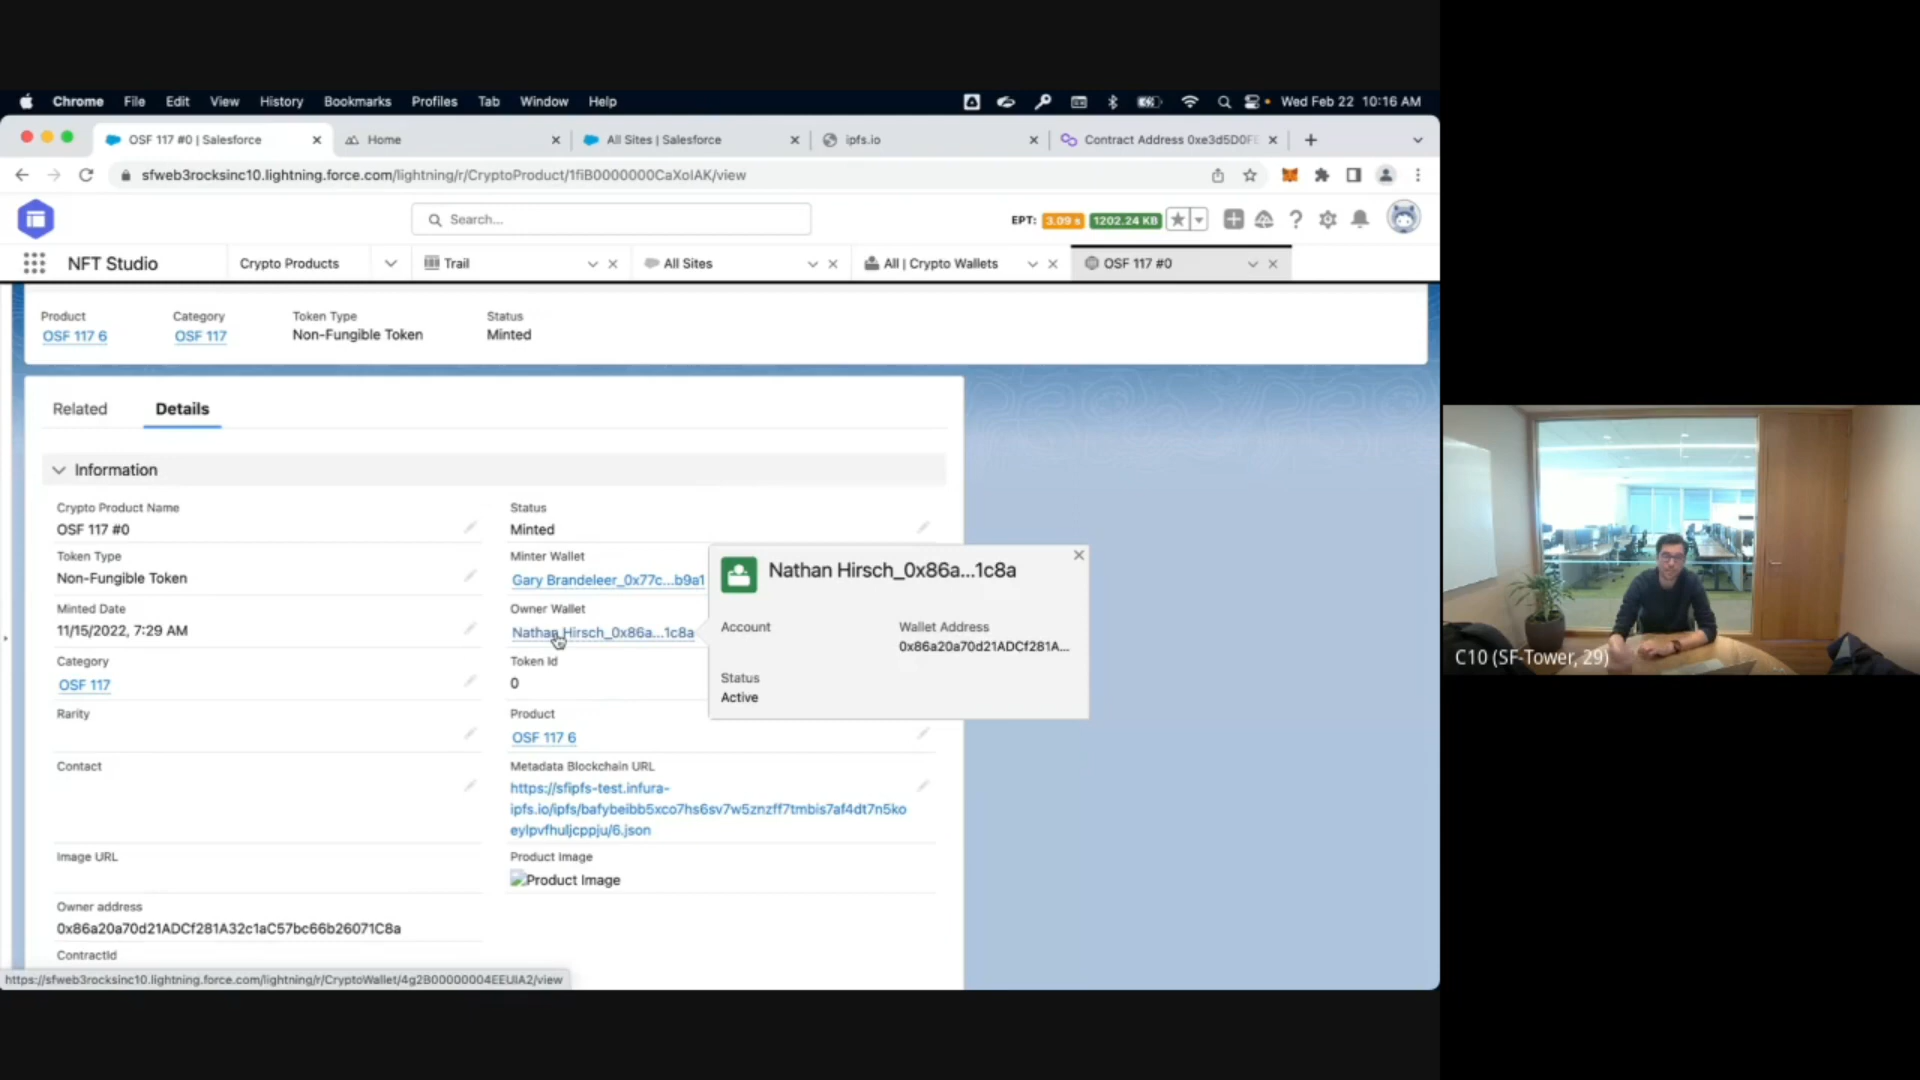 Chrome File Edit View History Bookmarks Profiles Tab Window Help Wed Feb 22 10:16 AM
OSF 117 #0 | Salesforce Home All Sites | Salesforce ipfs.io Contract Address 0xe3d5D0FE
sfweb3rocksinc10.lightning.force.com/lightning/r/CryptoProduct/1fiB0000000CaXoIAK/view
Search... EPT: 3.09 s 1202.24 KB
NFT Studio Crypto Products Trail All Sites All | Crypto Wallets OSF 117 #0
Product Category Token Type Status
OSF 117 6 OSF 117 Non-Fungible Token Minted
Related Details
Information
Crypto Product Name Status
OSF 117 #0 Minted
Token Type Minter Wallet
Non-Fungible Token Gary Brandeleer_0x77c...b9a1
Minted Date Owner Wallet
11/15/2022, 7:29 AM Nathan Hirsch_0x86a...1c8a
Category Token Id
OSF 117 0
Rarity Product
OSF 117 6
Contact Metadata Blockchain URL
https://sfipfs-test.infura-
ipfs.io/ipfs/bafybeibb5xco7hs6sv7w5znzff7tmbis7af4dt7n5ko
eylpvfhuljcppju/6.json
Image URL Product Image
Product Image
Owner address
0x86a20a70d21ADCf281A32c1aC57bc66b26071C8a
ContractId
https://sfweb3rocksinc10.lightning.force.com/lightning/r/CryptoWallet/4g2B00000004EEUIA2/view
Nathan Hirsch_0x86a...1c8a
Account Wallet Address
0x86a20a70d21ADCf281A...
Status
Active
C10 (SF-Tower, 29)